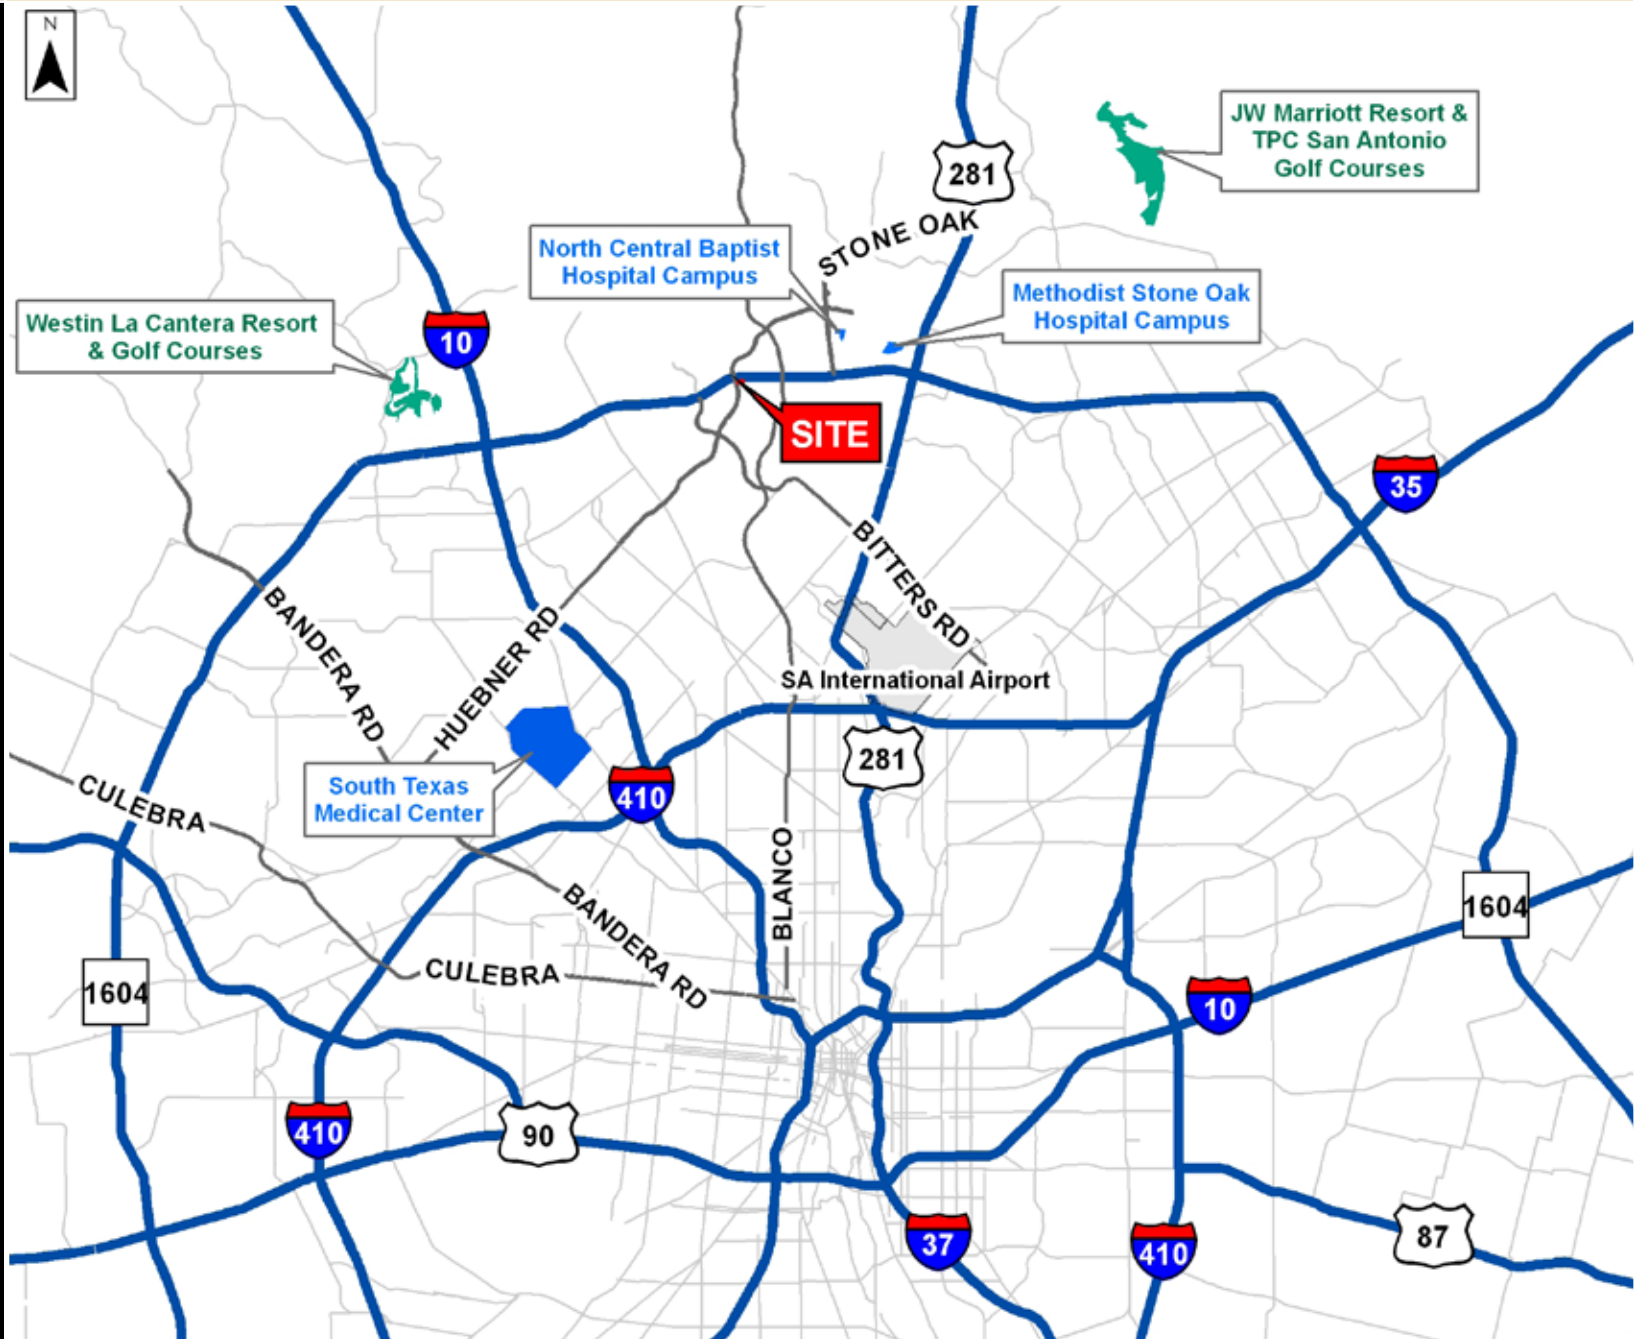 N
JW Marriott Resort &
TPC San Antonio
Golf Courses
281
STONE OAK
North Central Baptist
Hospital Campus
Methodist Stone Oak
Hospital Campus
Westin La Cantera Resort
& Golf Courses
10
SITE
35
BITTERS RD
BANDERA RD
HUEBNER RD
SA International Airport
281
South Texas
Medical Center
410
CULEBRA
BLANCO
1604
BANDERA RD
CULEBRA
1604
10
410
90
37
410
87